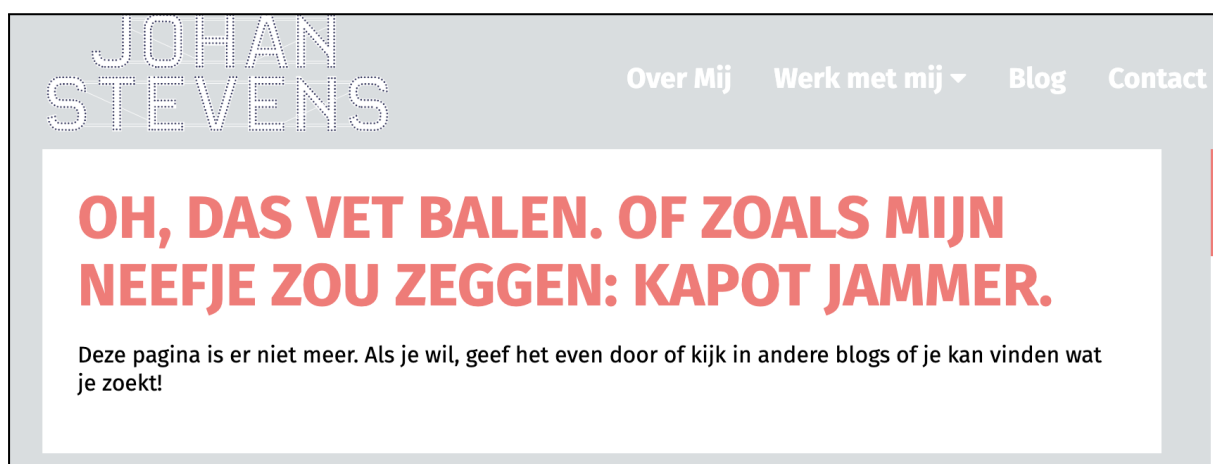 JOHAN
STEVENS
Over Mij Werk met mij Blog Contact
OH, DAS VET BALEN. OF ZOALS MIJN
NEEFJE ZOU ZEGGEN: KAPOT JAMMER.
Deze pagina is er niet meer. Als je wil, geef het even door of kijk in andere blogs of je kan vinden wat
je zoekt!